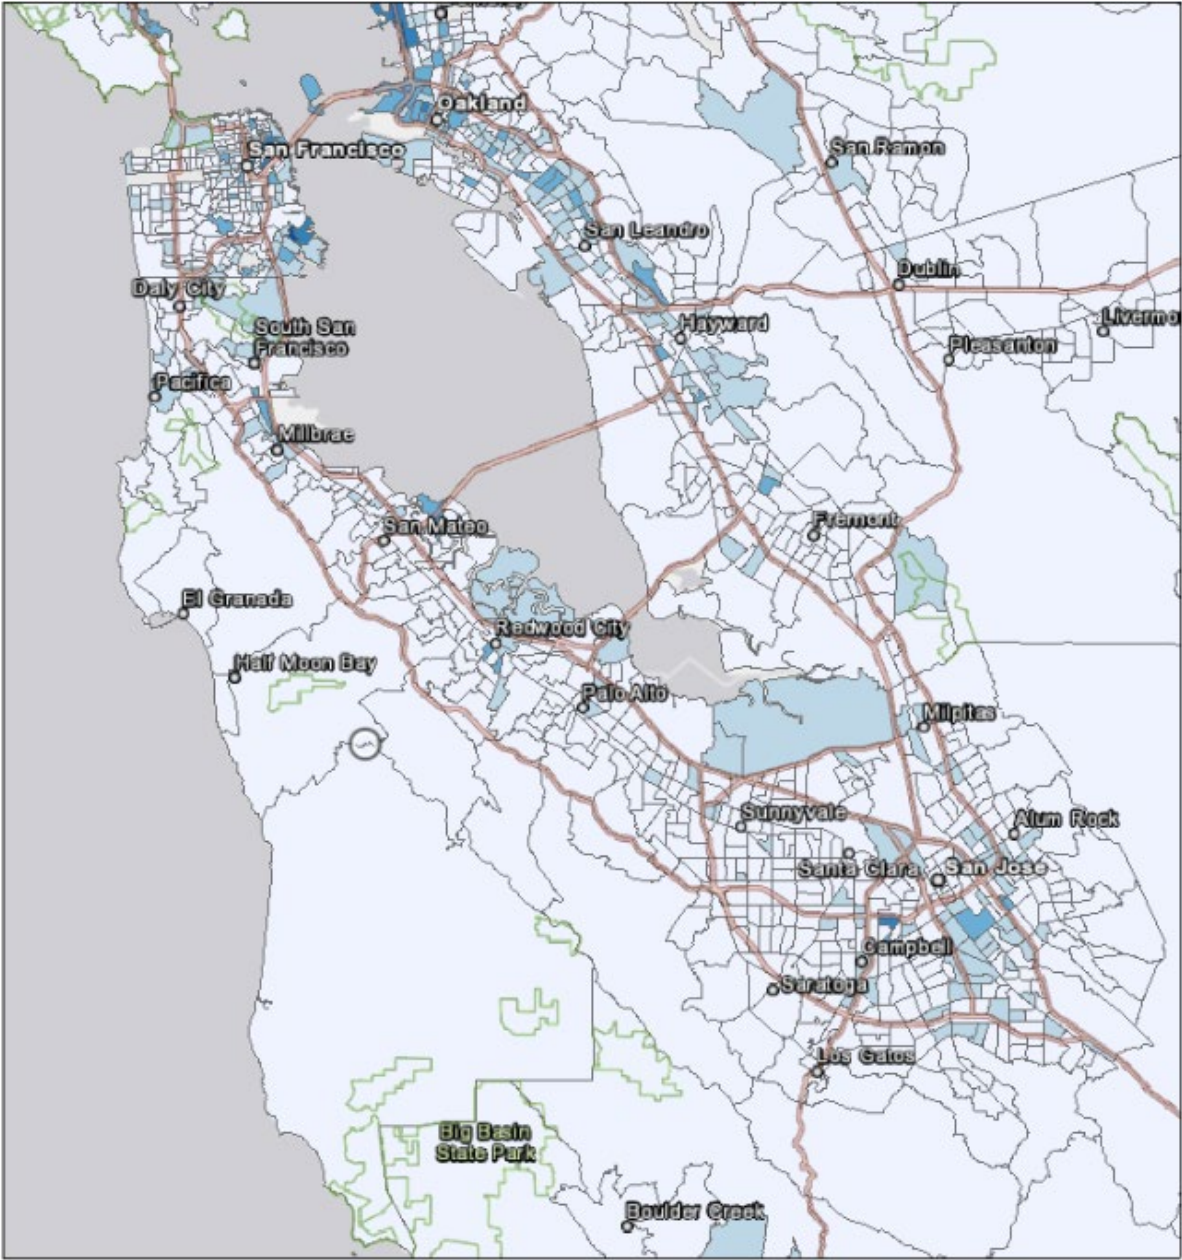 Oakland
San Francisco
San Ramon
San Leandro
Dublin
Daly City
Livermo
South San
Francisco
Hayward
Pleasanton
Pacifica
Millbrae
San Mateo
Fremont
El Granada
Redwood City
Half Moon Bay
Palo Alto
Milpitas
Sunnyvale
Alum Rock
Santa Clara
San Jose
Campbell
Saratoga
Los Gatos
Big Basin
State Park
Boulder Creek